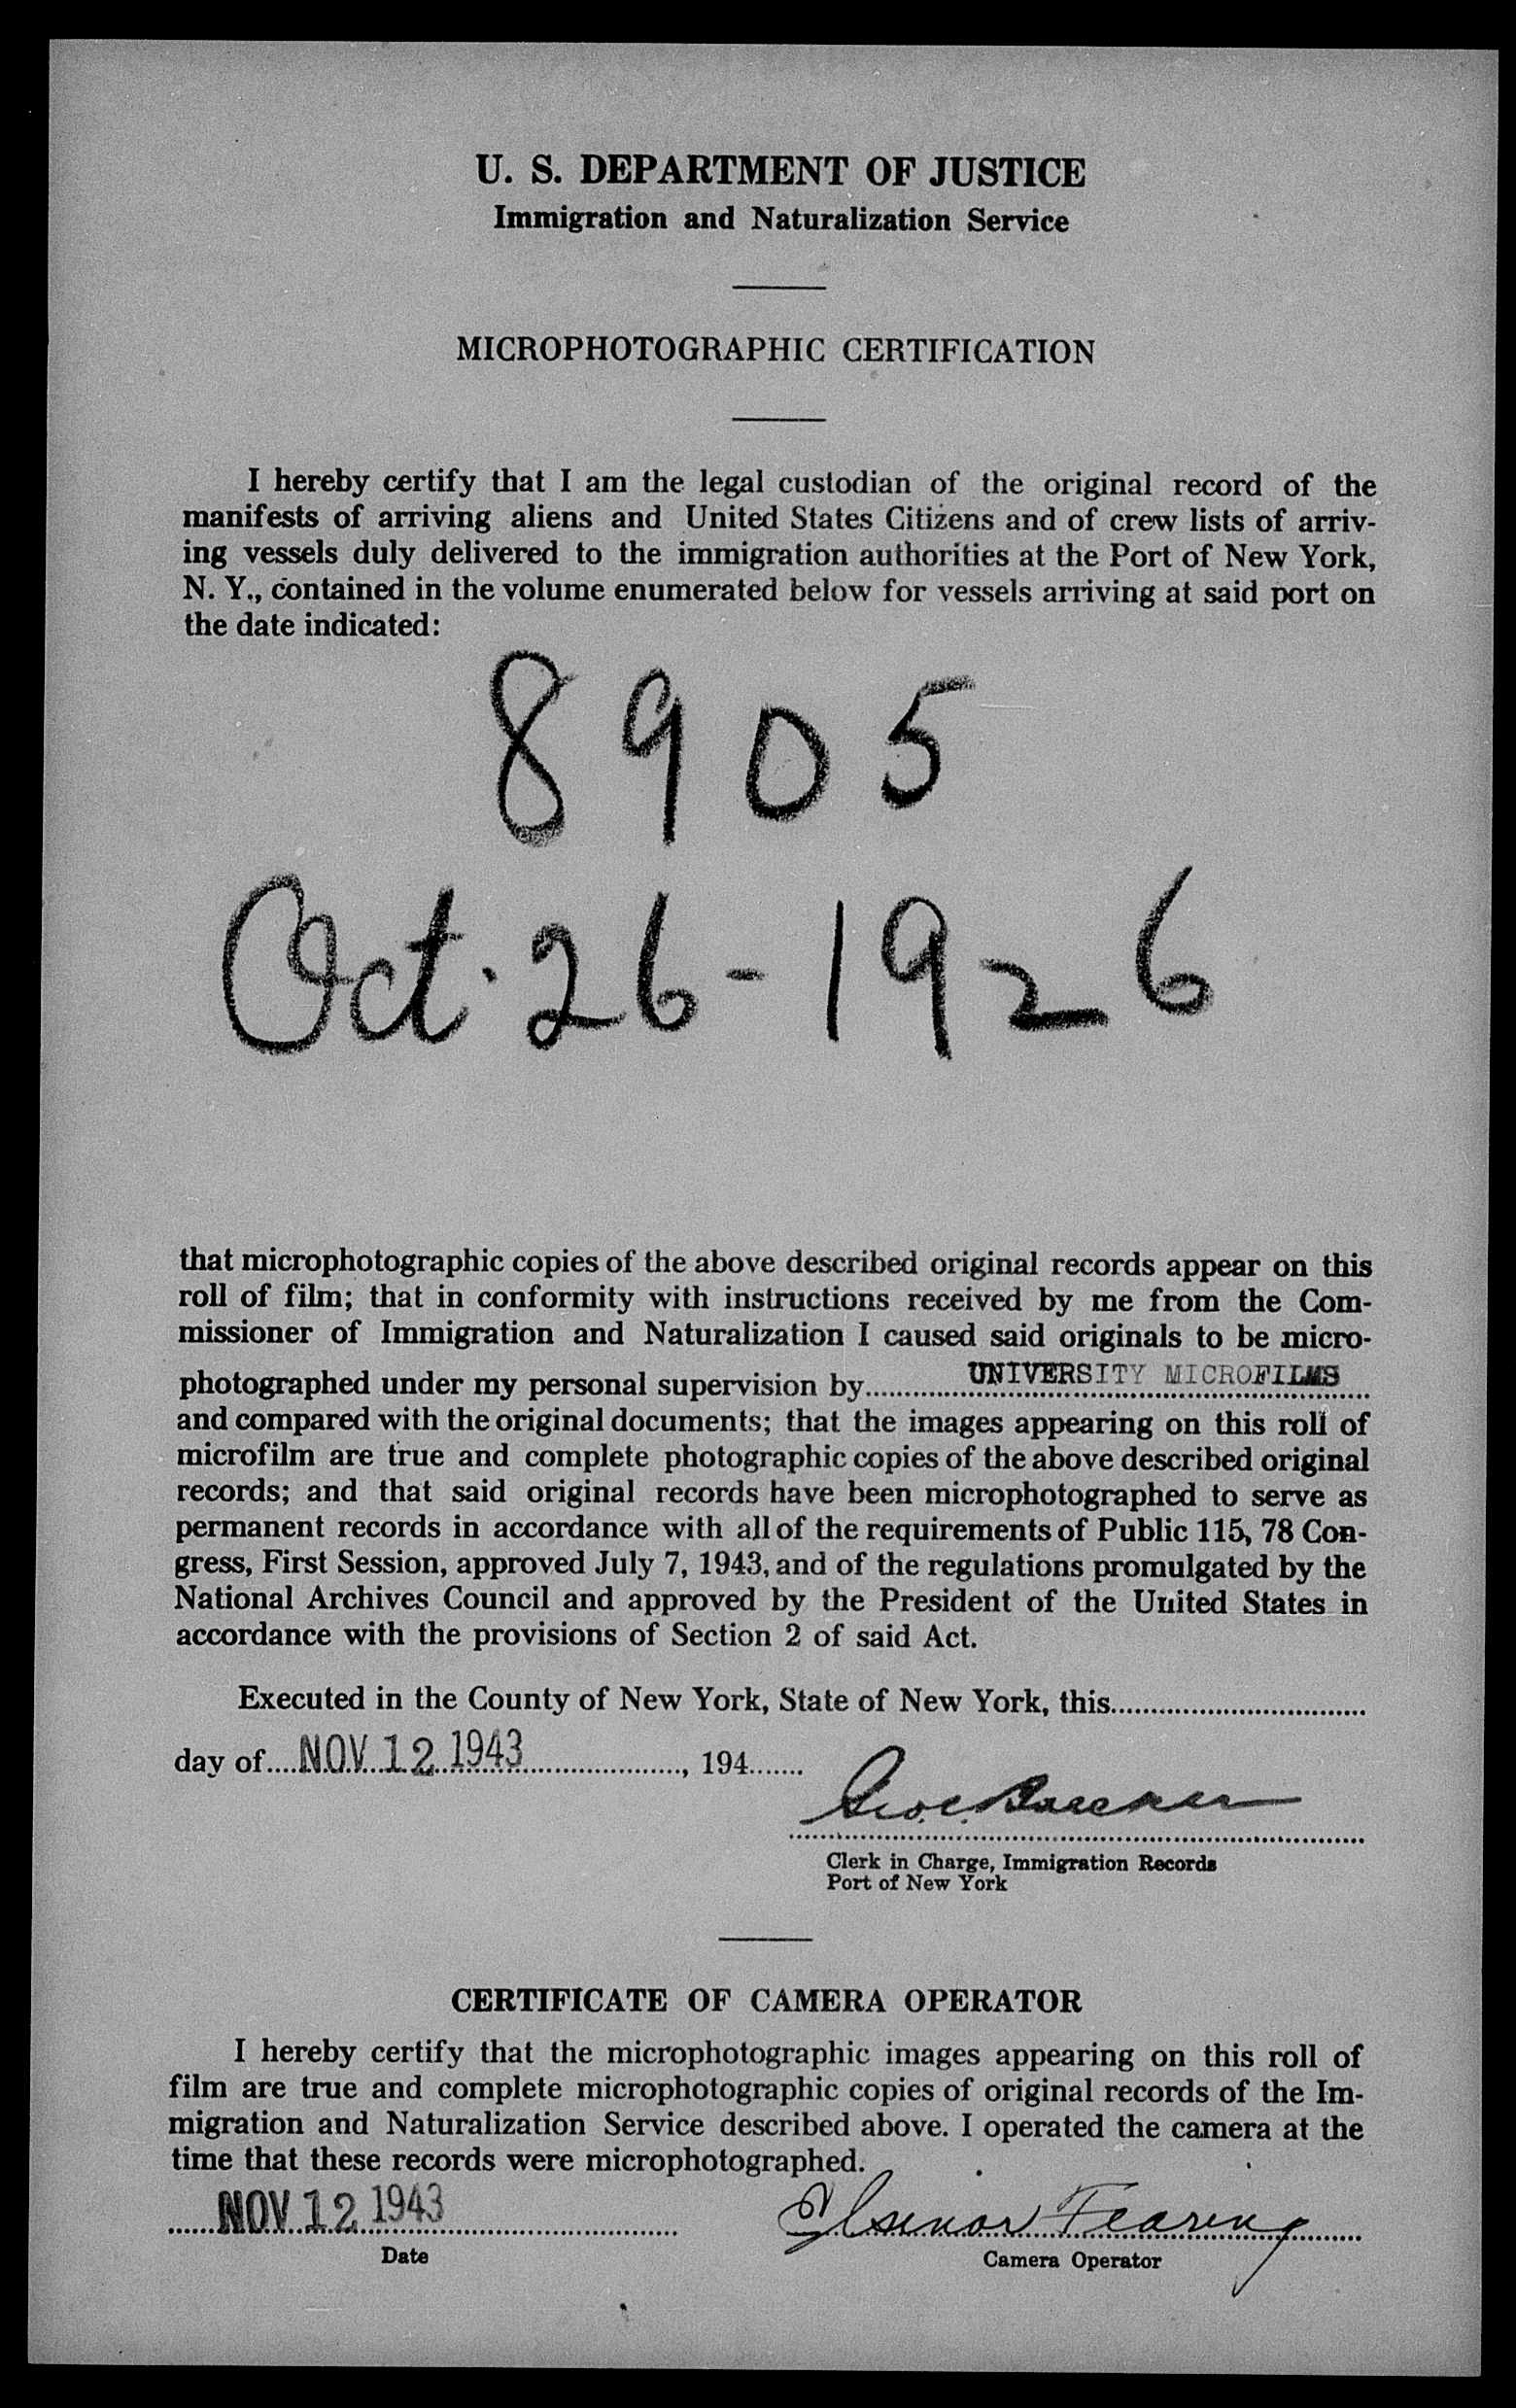 U. S. DEPARTMENT OF JUSTICE
Immigration and Naturalization Service
MICROPHOTOGRAPHIC CERTIFICATION
I hereby certify that I am the legal custodian of the original record of the
manifests of arriving aliens and United States Citizens and of crew lists of arriv-
ing vessels duly delivered to the immigration authorities at the Port of New York,
N. Y., contained in the volume enumerated below for vessels arriving at said port on
the date indicated:
8905
Oct. 26-1926
that microphotographic copies of the above described original records appear on this
roll of film; that in conformity with instructions received by me from the Com-
missioner of Immigration and Naturalization I caused said originals to be micro-
photographed under my personal supervision by UNIVERSITY MICROFILMS
and compared with the original documents; that the images appearing on this roll of
microfilm are true and complete photographic copies of the above described original
records; and that said original records have been microphotographed to serve as
permanent records in accordance with all of the requirements of Public 115, 78 Con-
gress, First Session, approved July 7, 1943, and of the regulations promulgated by the
National Archives Council and approved by the President of the United States in
accordance with the provisions of Section 2 of said Act.
Executed in the County of New York, State of New York, this
day of NOV 12 1943, 194
Clerk in Charge, Immigration Records
Port of New York
CERTIFICATE OF CAMERA OPERATOR
I hereby certify that the microphotographic images appearing on this roll of
film are true and complete microphotographic copies of original records of the Im-
migration and Naturalization Service described above. I operated the camera at the
time that these records were microphotographed.
NOV 12 1943 Fearing
Date Camera Operator